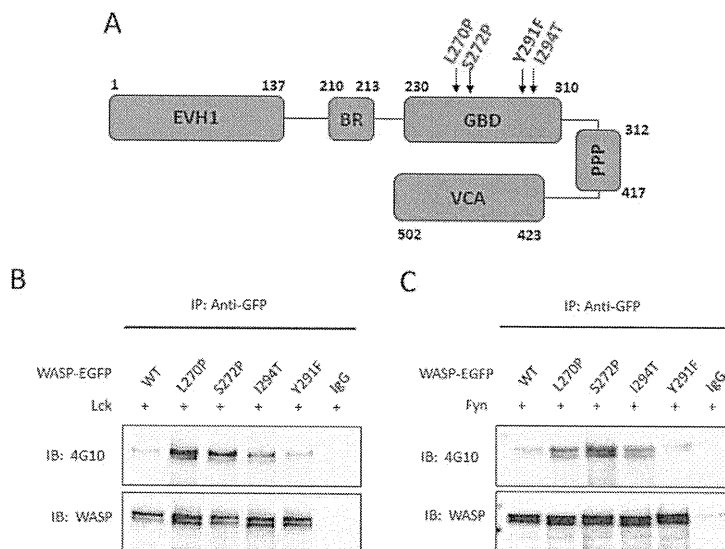 A
L270P
S272P
Y291F
I294T
1
137
210
213
230
310
EVH1
BR
GBD
312
PPP
VCA
417
502
423
B
IP: Anti-GFP
WASP-EGFP
WT
L270P
S272P
I294T
Y291F
IgG
Lck
+ + + + + +
IB: 4G10
IB: WASP
C
IP: Anti-GFP
WASP-EGFP
WT
L270P
S272P
I294T
Y291F
IgG
Fyn
+ + + + + +
IB: 4G10
IB: WASP